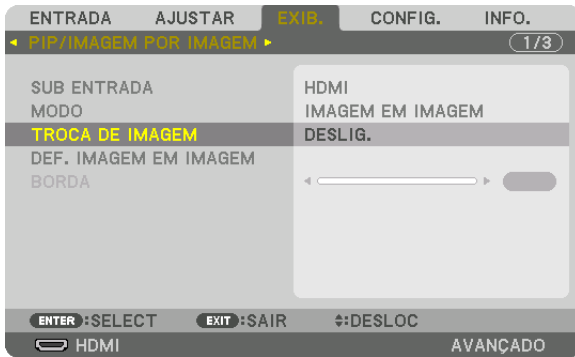 ENTRADA AJUSTAR EXIB. CONFIG. INFO.
PIP/IMAGEM POR IMAGEM 1/3
SUB ENTRADA HDMI
MODO IMAGEM EM IMAGEM
TROCA DE IMAGEM DESLIG.
DEF. IMAGEM EM IMAGEM
BORDA
ENTER :SELECT EXIT :SAIR :DESLOC
HDMI AVANÇADO